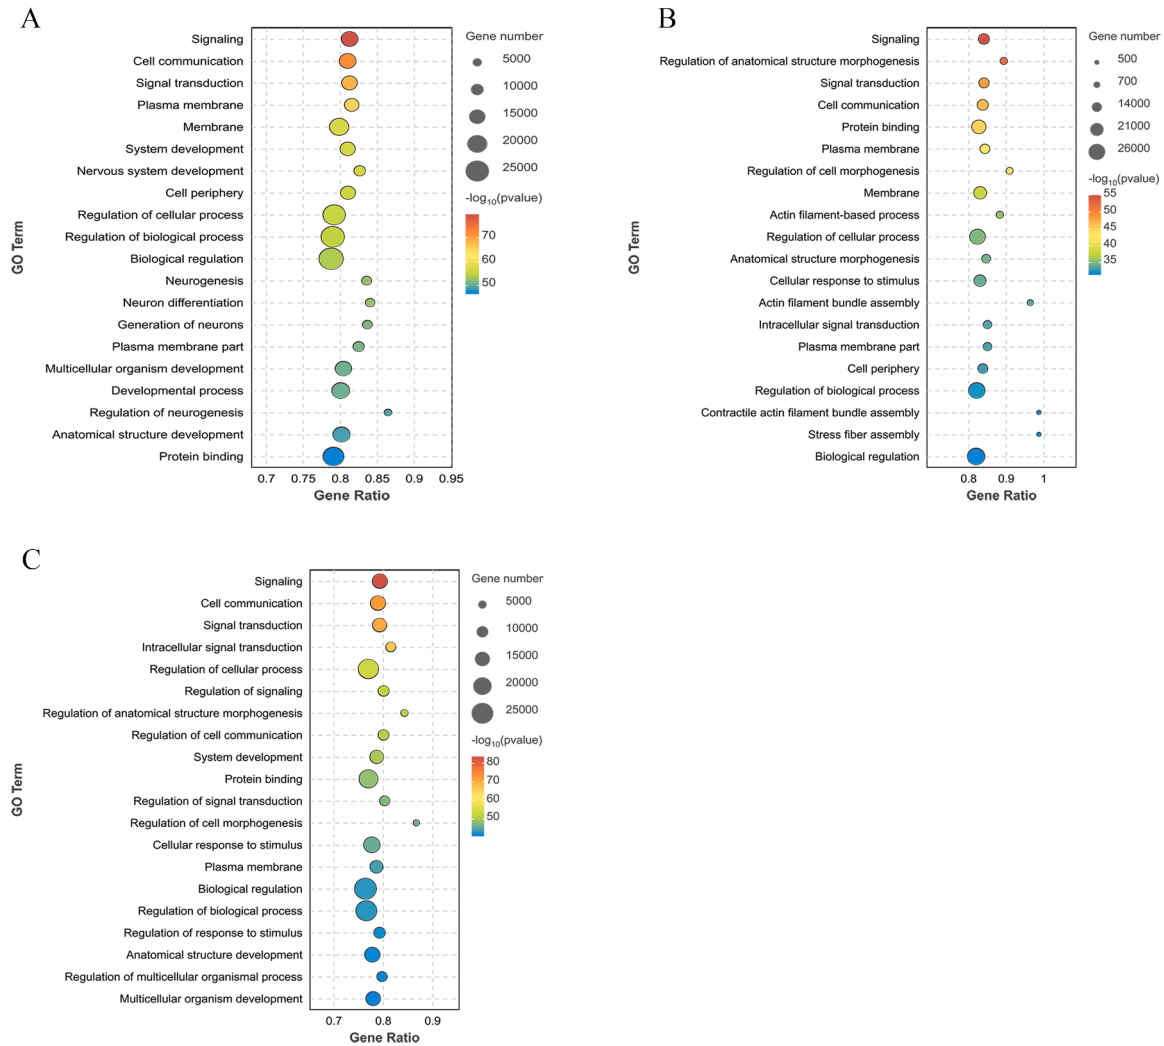 A
GO Term
Signaling
Cell communication
Signal transduction
Plasma membrane
Membrane
System development
Nervous system development
Cell periphery
Regulation of cellular process
Regulation of biological process
Biological regulation
Neurogenesis
Neuron differentiation
Generation of neurons
Plasma membrane part
Multicellular organism development
Developmental process
Regulation of neurogenesis
Anatomical structure development
Protein binding
0.7 0.75 0.8 0.85 0.9 0.95
Gene Ratio
Gene number
5000
10000
15000
20000
25000
-log10(pvalue)
70
60
50
B
GO Term
Signaling
Regulation of anatomical structure morphogenesis
Signal transduction
Cell communication
Protein binding
Plasma membrane
Regulation of cell morphogenesis
Membrane
Actin filament-based process
Regulation of cellular process
Anatomical structure morphogenesis
Cellular response to stimulus
Actin filament bundle assembly
Intracellular signal transduction
Plasma membrane part
Cell periphery
Regulation of biological process
Contractile actin filament bundle assembly
Stress fiber assembly
Biological regulation
0.8 0.9 1
Gene Ratio
Gene number
500
700
14000
21000
26000
-log10(pvalue)
55
50
45
40
35
C
GO Term
Signaling
Cell communication
Signal transduction
Intracellular signal transduction
Regulation of cellular process
Regulation of signaling
Regulation of anatomical structure morphogenesis
Regulation of cell communication
System development
Protein binding
Regulation of signal transduction
Regulation of cell morphogenesis
Cellular response to stimulus
Plasma membrane
Biological regulation
Regulation of biological process
Regulation of response to stimulus
Anatomical structure development
Regulation of multicellular organismal process
Multicellular organism development
0.7 0.8 0.9
Gene Ratio
Gene number
5000
10000
15000
20000
25000
-log10(pvalue)
80
70
60
50